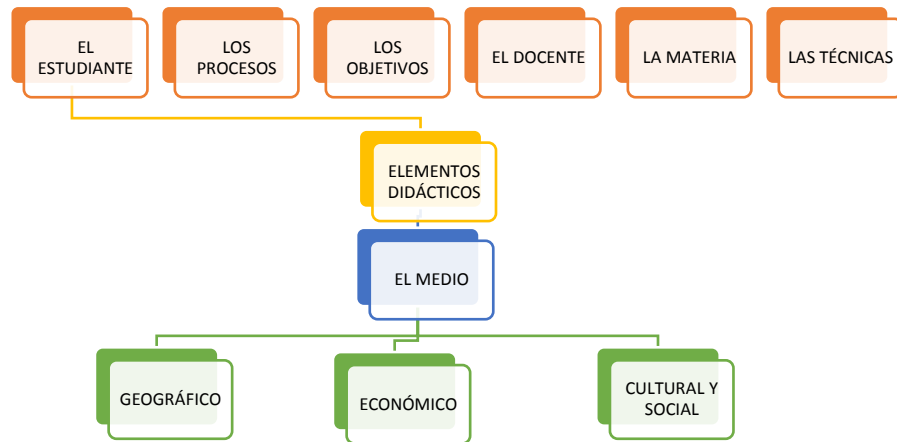 EL
ESTUDIANTE
LOS
PROCESOS
LOS
OBJETIVOS
EL DOCENTE
LA MATERIA
LAS TÉCNICAS
ELEMENTOS
DIDÁCTICOS
EL MEDIO
GEOGRÁFICO
ECONÓMICO
CULTURAL Y
SOCIAL